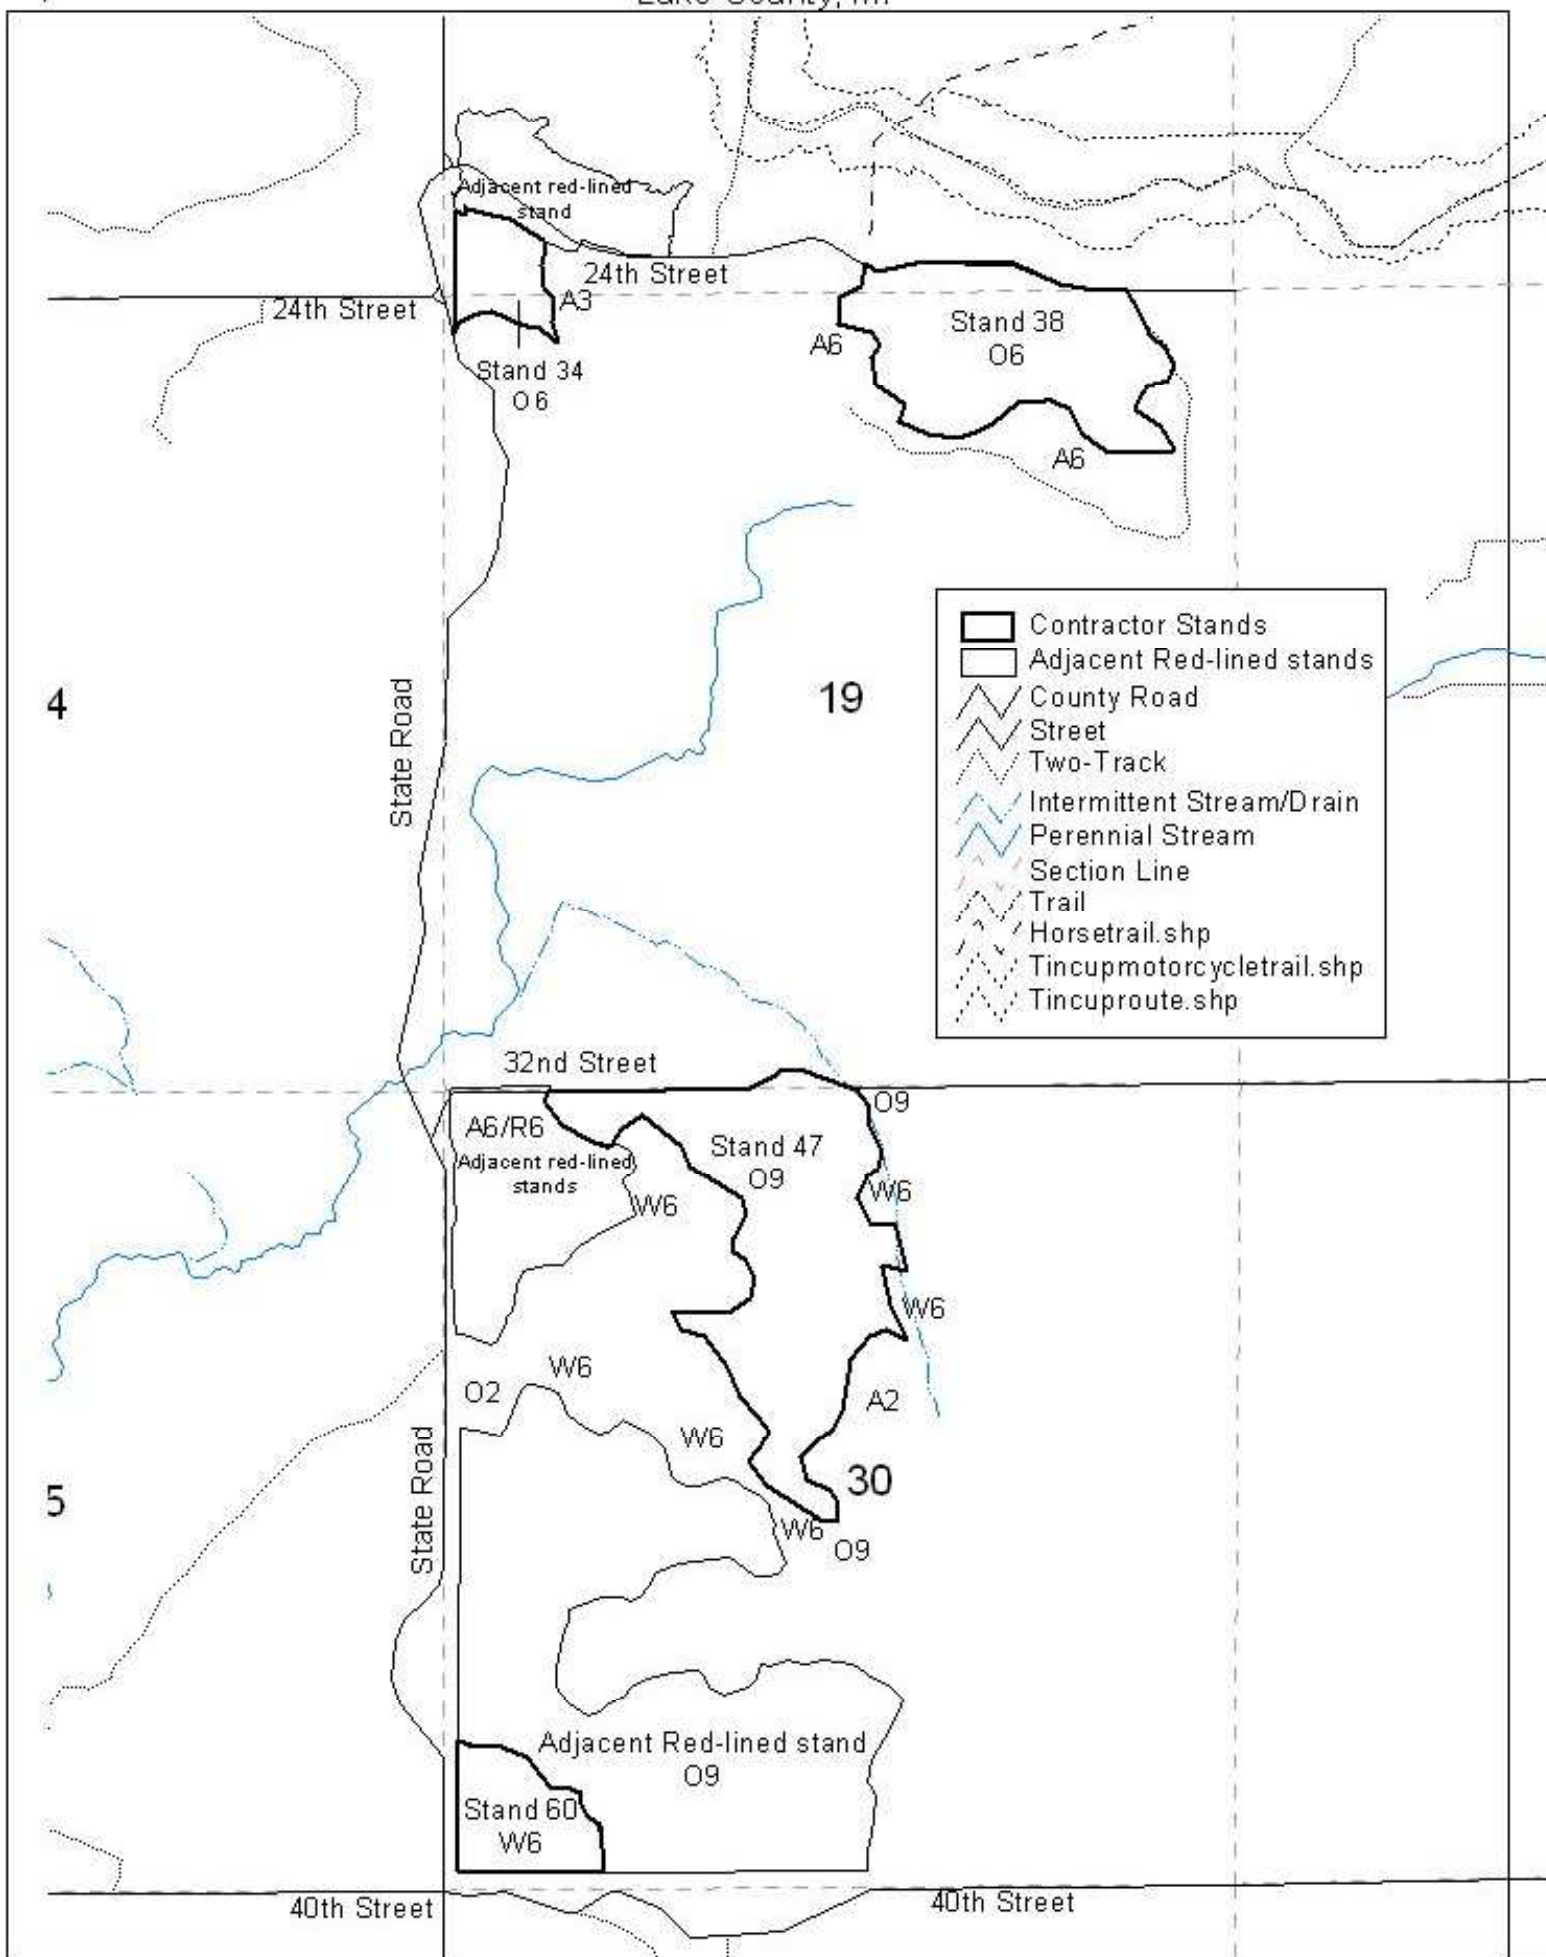 Adjacent red-lined
stand
24th Street
24th Street
A3
Stand 34
O6
A6
Stand 38
O6
A6
Contractor Stands
Adjacent Red-lined stands
County Road
Street
Two-Track
Intermittent Stream/Drain
Perennial Stream
Section Line
Trail
Horsetrail.shp
Tincupmotorcycletrail.shp
Tincuproute.shp
4
19
State Road
32nd Street
O9
A6/R6
Adjacent red-lined
stands
Stand 47
O9
W6
W6
W6
W6
O2
A2
W6
State Road
30
5
W6
O9
Adjacent Red-lined stand
O9
Stand 60
W6
40th Street
40th Street